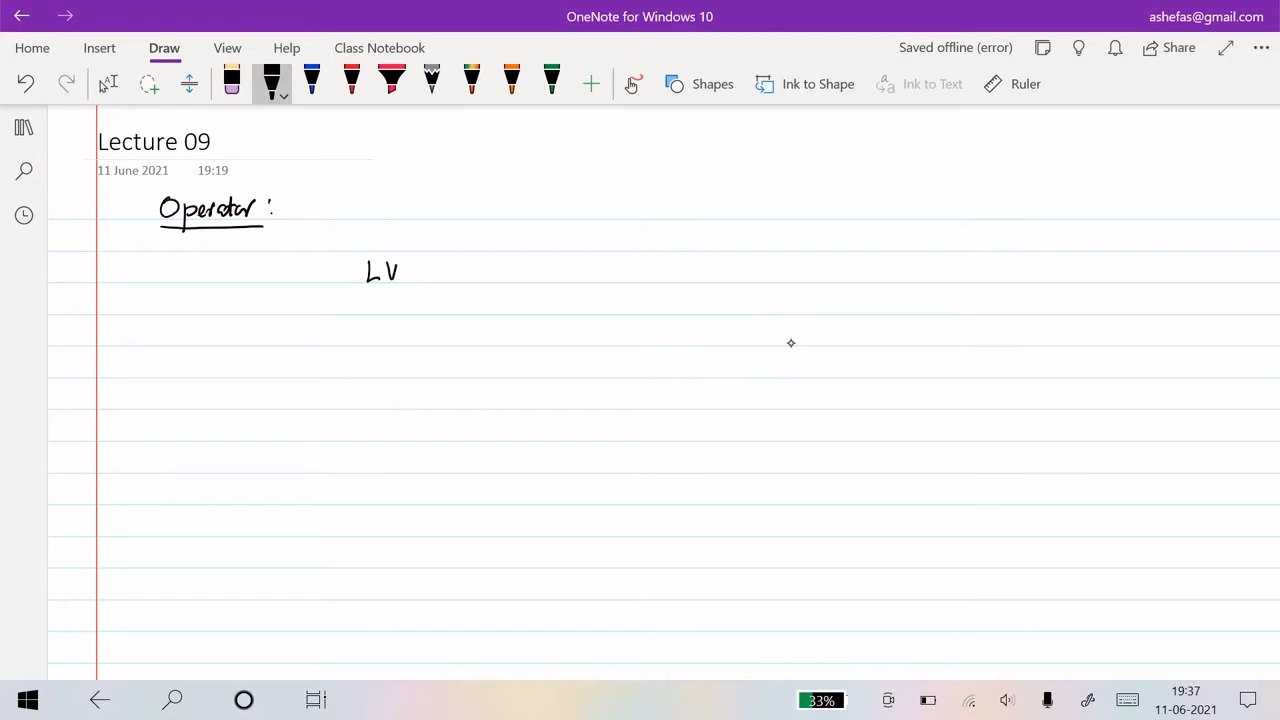 OneNote for Windows 10
ashefas@gmail.com
Home Insert Draw View Help Class Notebook
Saved offline (error) Share
Shapes Ink to Shape Ink to Text Ruler
Lecture 09
11 June 2021 19:19
Operator :
LV
33%
19:37
11-06-2021